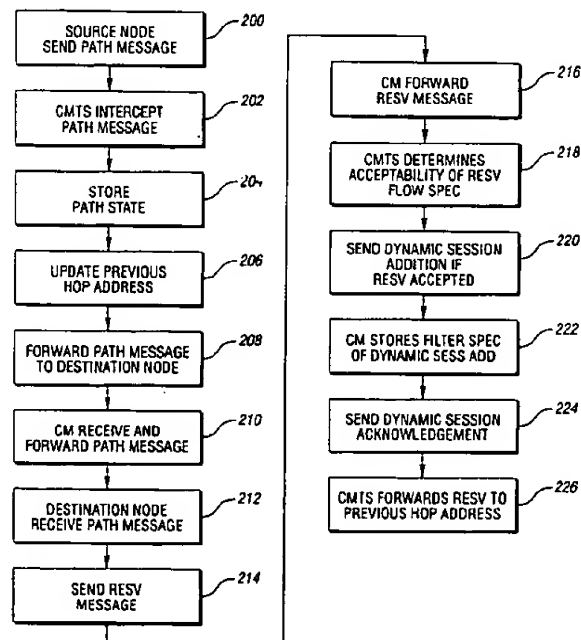 SOURCE NODE
SEND PATH MESSAGE
200
CMTS INTERCEPT
PATH MESSAGE
202
STORE
PATH STATE
204
UPDATE PREVIOUS
HOP ADDRESS
206
FORWARD PATH MESSAGE
TO DESTINATION NODE
208
CM RECEIVE AND
FORWARD PATH MESSAGE
210
DESTINATION NODE
RECEIVE PATH MESSAGE
212
SEND RESV
MESSAGE
214
CM FORWARD
RESV MESSAGE
216
CMTS DETERMINES
ACCEPTABILITY OF RESV
FLOW SPEC
218
SEND DYNAMIC SESSION
ADDITION IF
RESV ACCEPTED
220
CM STORES FILTER SPEC
OF DYNAMIC SESS ADD
222
SEND DYNAMIC SESSION
ACKNOWLEDGEMENT
224
CMTS FORWARDS RESV TO
PREVIOUS HOP ADDRESS
226